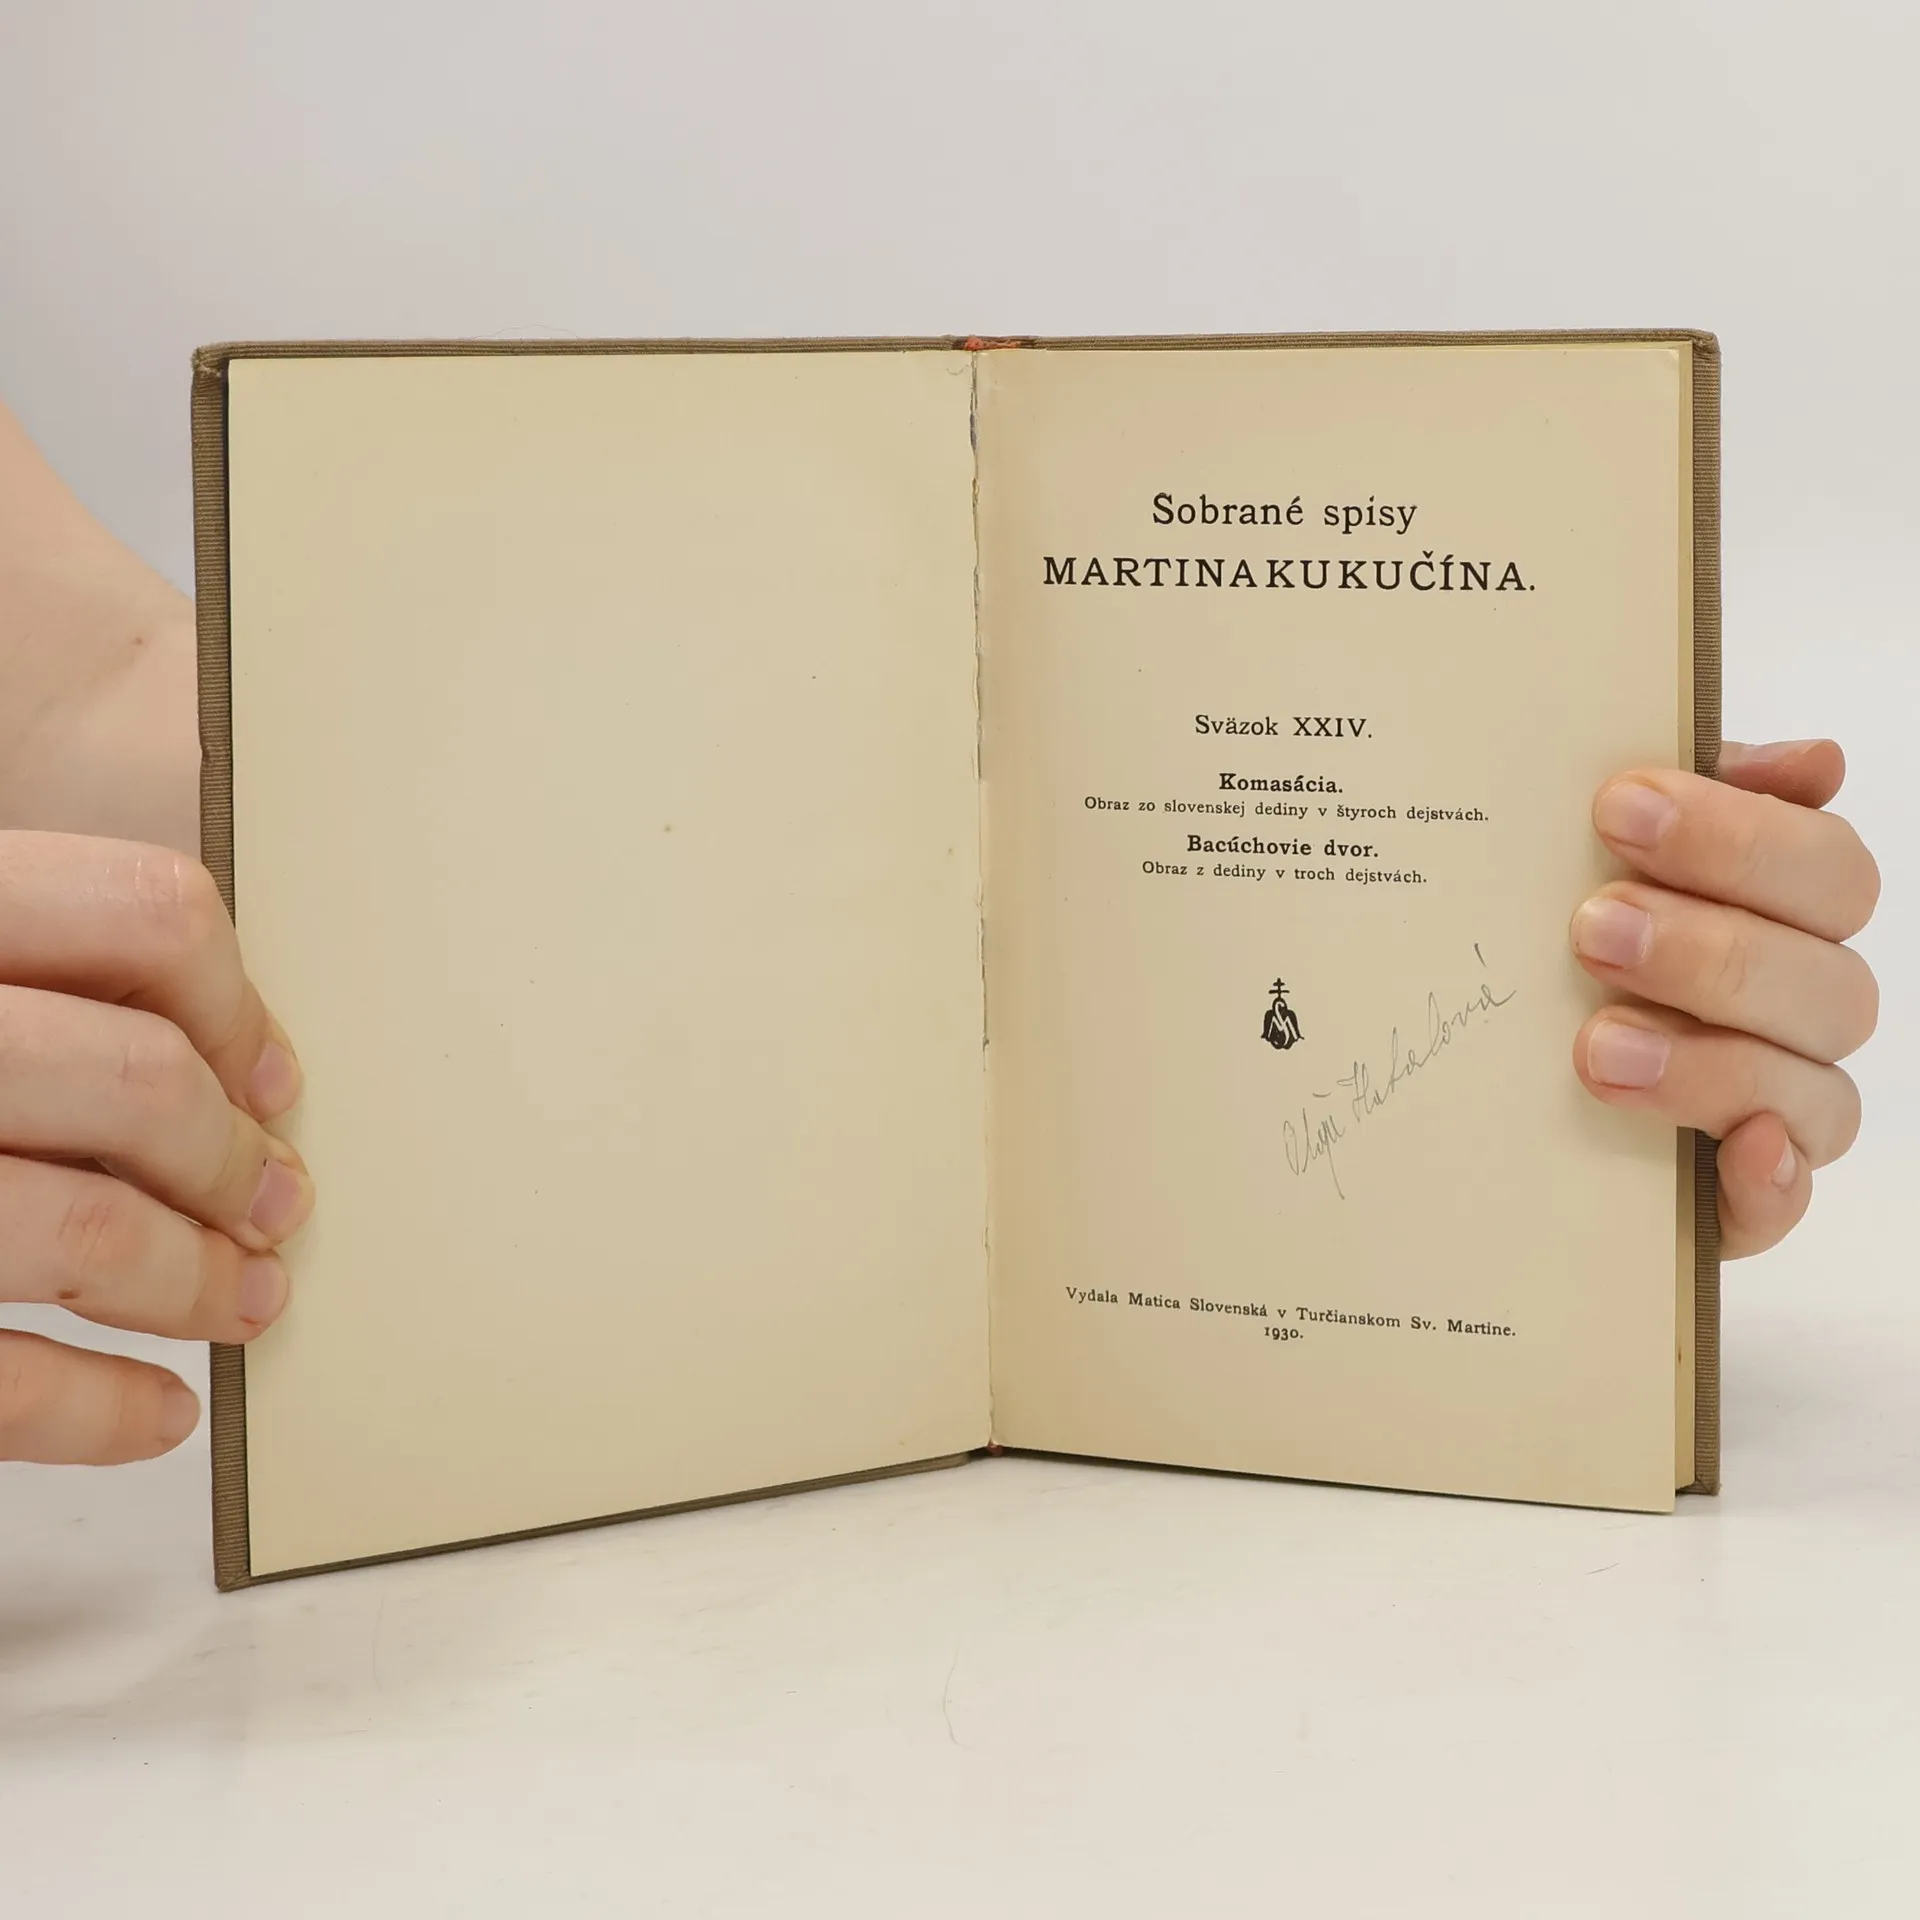 Sobrané spisy
MARTINA KUKUČÍNA.
Sväzok XXIV.
Komasácia.
Obraz zo slovenskej dediny v štyroch dejstvách.
Bacúchovie dvor.
Obraz z dediny v troch dejstvách.
Vydala Matica Slovenská v Turčianskom Sv. Martine.
1930.